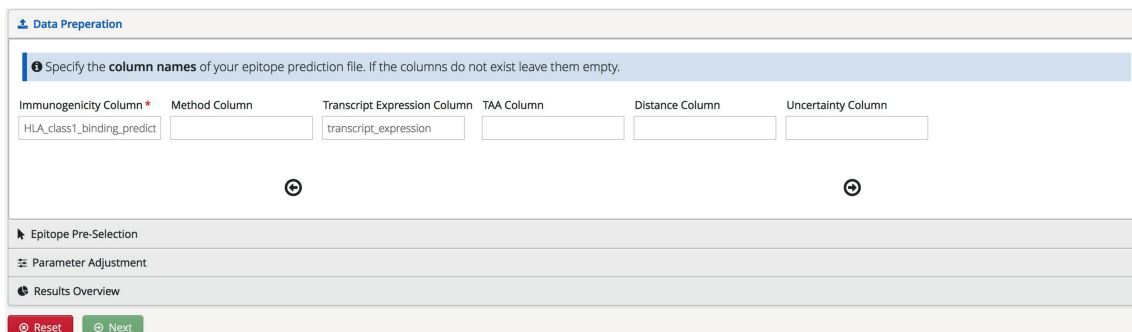 Data Preperation
Specify the column names of your epitope prediction file. If the columns do not exist leave them empty.
Immunogenicity Column * Method Column Transcript Expression Column TAA Column Distance Column Uncertainty Column
HLA_class1_binding_predict transcript_expression
Epitope Pre-Selection
Parameter Adjustment
Results Overview
Reset Next